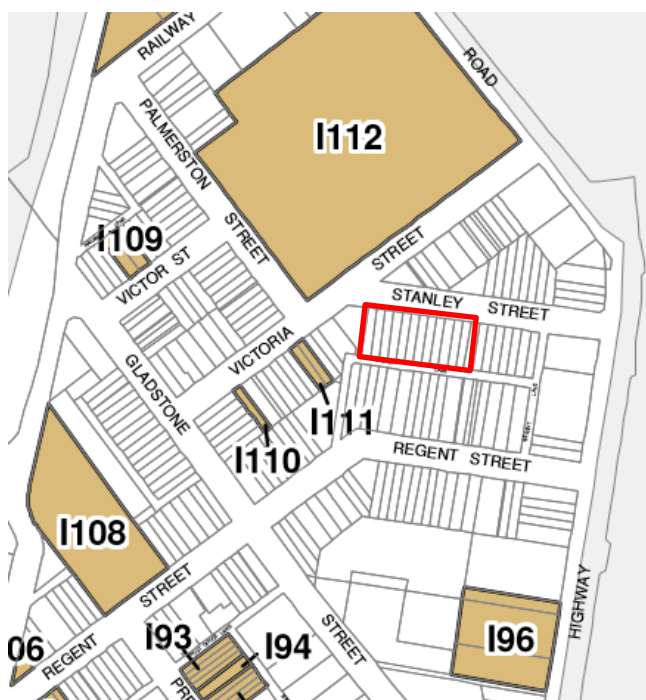 RAILWAY
ROAD
PALMERSTON
STREET
I112
I109
VICTOR ST
STREET
STANLEY
STREET
VICTORIA
GLADSTONE
LANE
I111
I110
REGENT STREET
I108
STREET
REGENT
06
I93
I94
STREET
I96
HIGHWAY